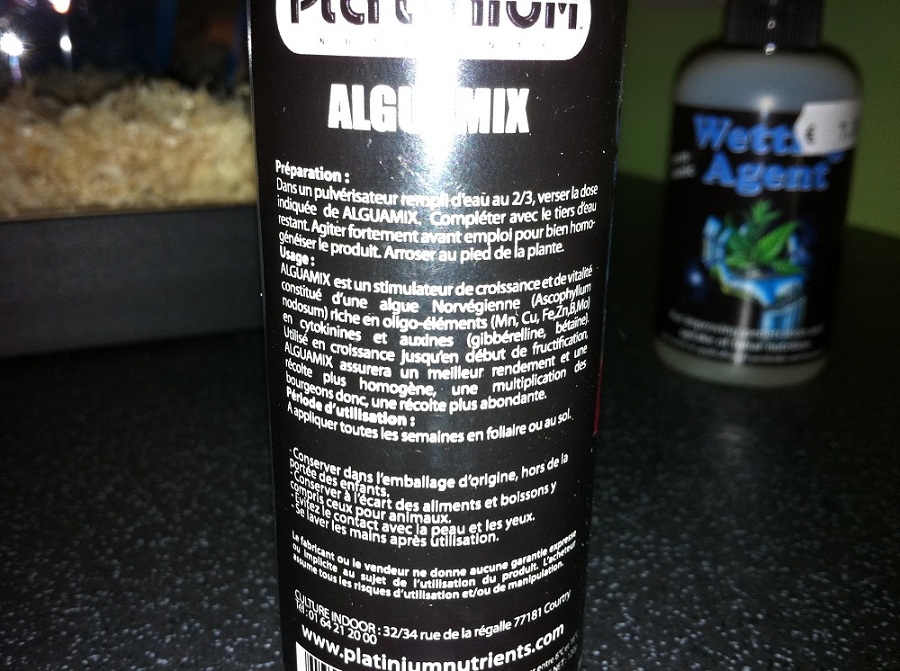 PLATINIUM
NUTRIENTS
ALGUAMIX
Préparation :
Dans un pulvérisateur rempli d'eau au 2/3, verser la dose
indiquée de ALGUAMIX. Compléter avec le tiers d'eau
restant. Agiter fortement avant emploi pour bien homo-
généiser le produit. Arroser au pied de la plante.
Usage :
ALGUAMIX est un stimulateur de croissance et de vitalité
constitué d'une algue Norvégienne (Ascophyllum
nodosum) riche en oligo-éléments (Mn, Cu, Fe,Zn,B,Mo)
en cytokinines et auxines (gibbérelline, bétaïne).
Utilisé en croissance jusqu'en début de fructification,
ALGUAMIX assurera un meilleur rendement et une
récolte plus homogène, une multiplication des
bourgeons donc, une récolte plus abondante.
Période d'utilisation :
A appliquer toutes les semaines en foliaire ou au sol.
- Conserver dans l'emballage d'origine, hors de la
portée des enfants.
- Conserver à l'écart des aliments et boissons y
compris ceux pour animaux.
- Evitez le contact avec la peau et les yeux.
- Se laver les mains après utilisation.
Le fabricant ou le vendeur ne donne aucune garantie expresse
ou implicite au sujet de l'utilisation du produit. L'acheteur
assume tous les risques d'utilisation et/ou de manipulation.
CULTURE INDOOR : 32/34 rue de la régalle 77181 Courtry
Tél : 01 64 21 20 00
www.platiniumnutrients.com
€
Wetting
Agent